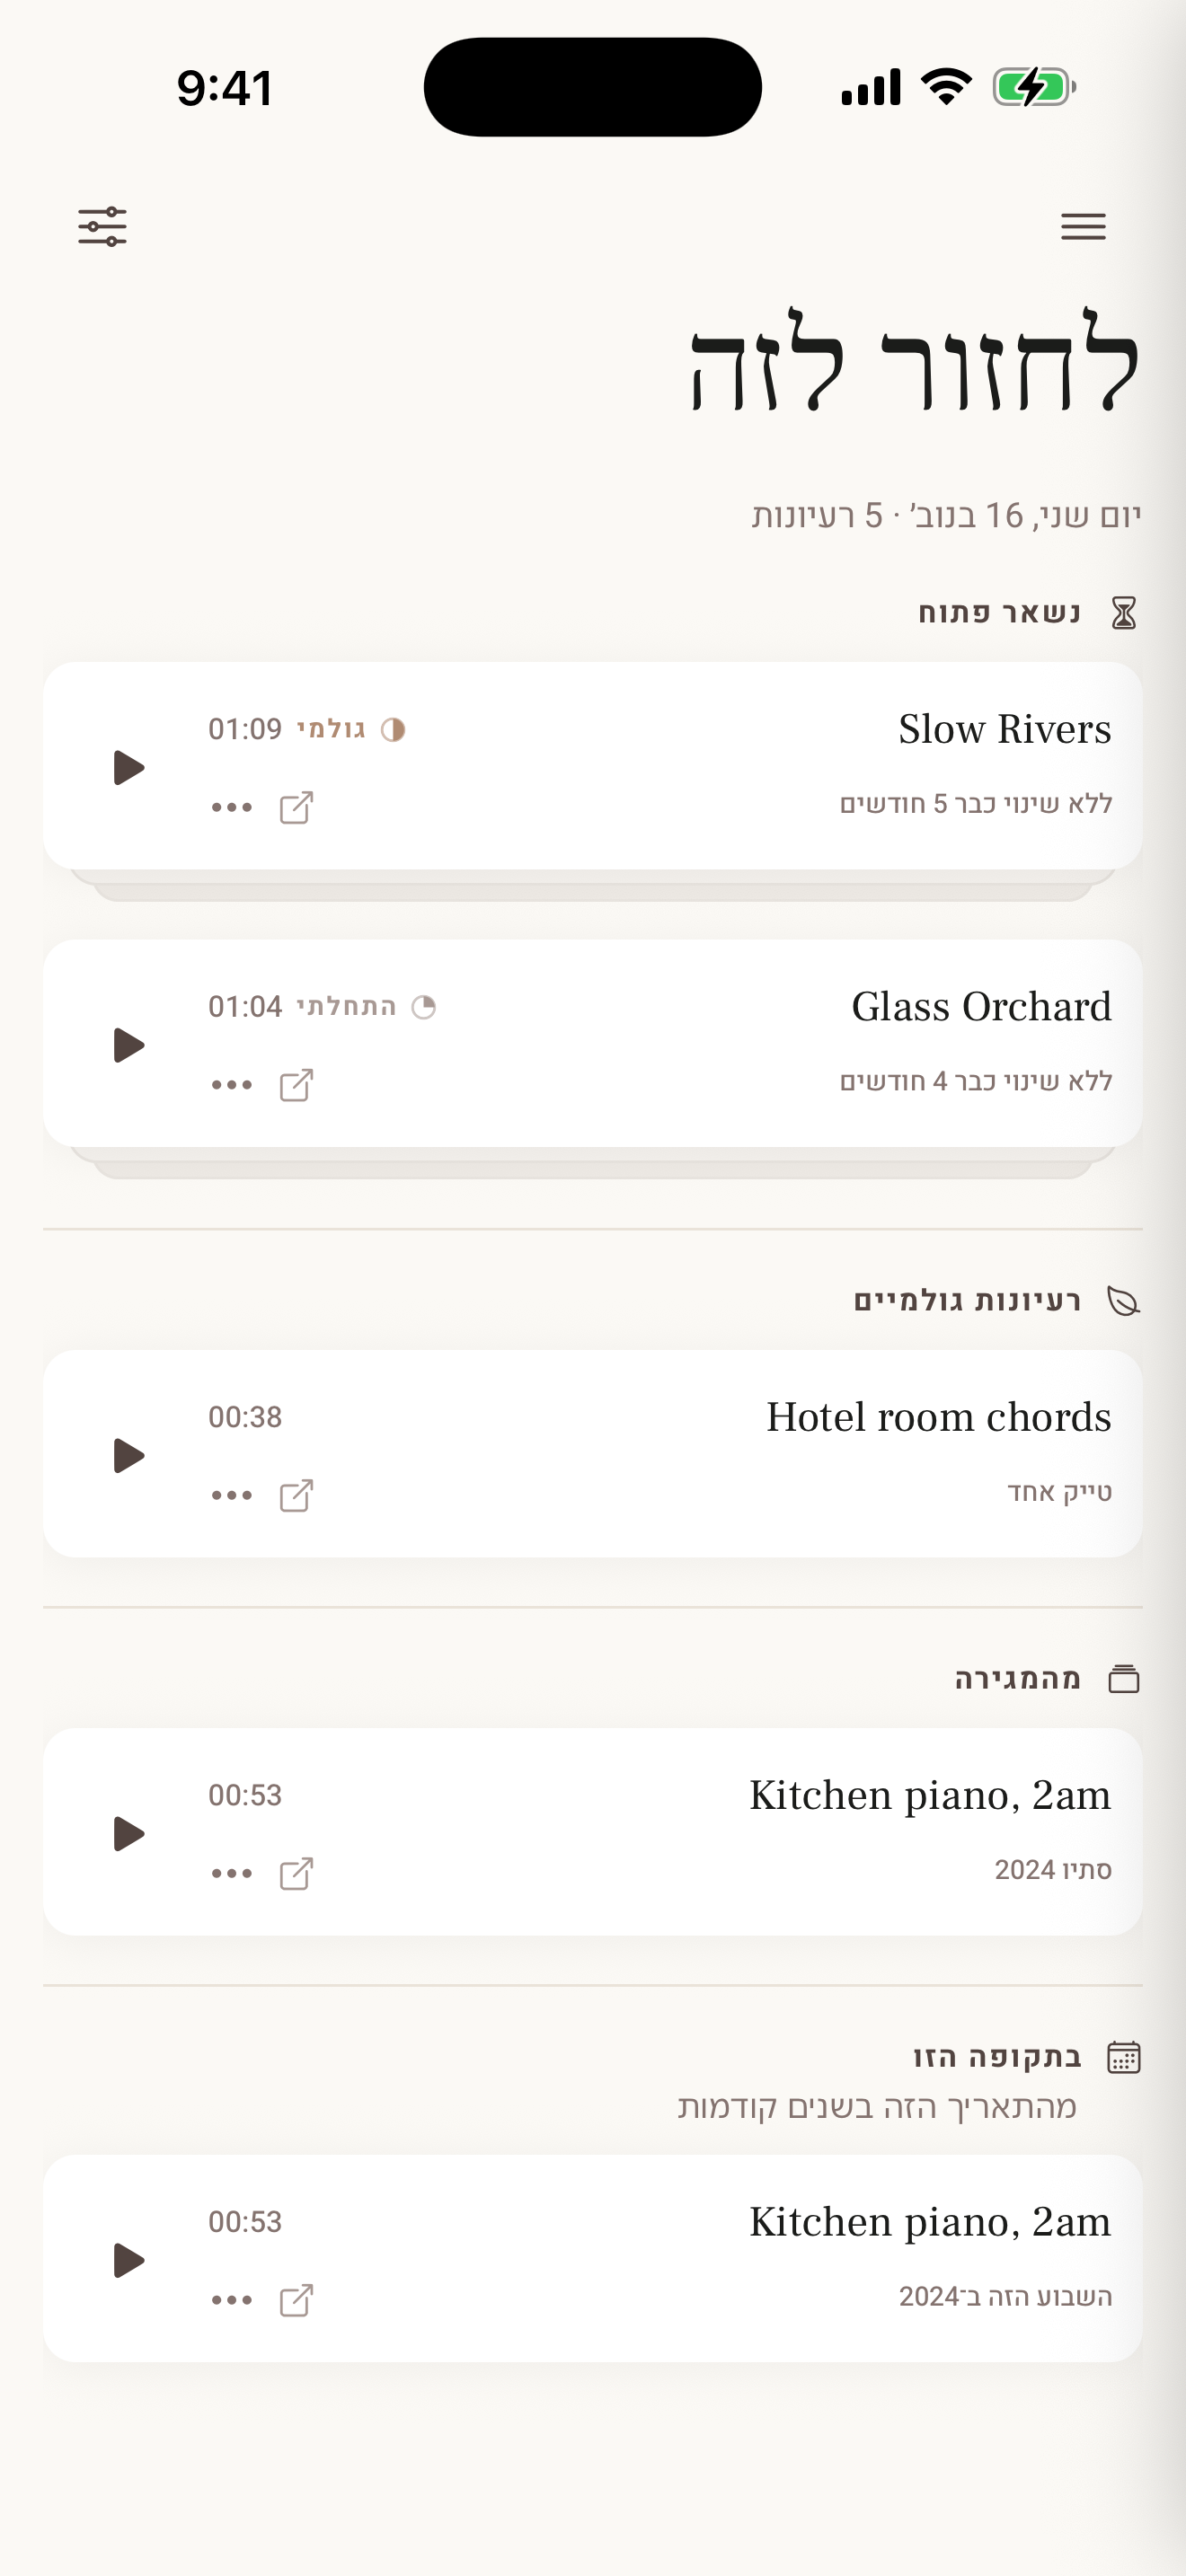 9:41
לחזור לזה
יום שני, 16 בנוב׳ · 5 רעיונות
נשאר פתוח
Slow Rivers
גולמי 01:09
ללא שינוי כבר 5 חודשים
Glass Orchard
התחלתי 01:04
ללא שינוי כבר 4 חודשים
רעיונות גולמיים
Hotel room chords
00:38
טייק אחד
מהמגירה
Kitchen piano, 2am
00:53
סתיו 2024
בתקופה הזו
מהתאריך הזה בשנים קודמות
Kitchen piano, 2am
00:53
השבוע הזה ב־2024